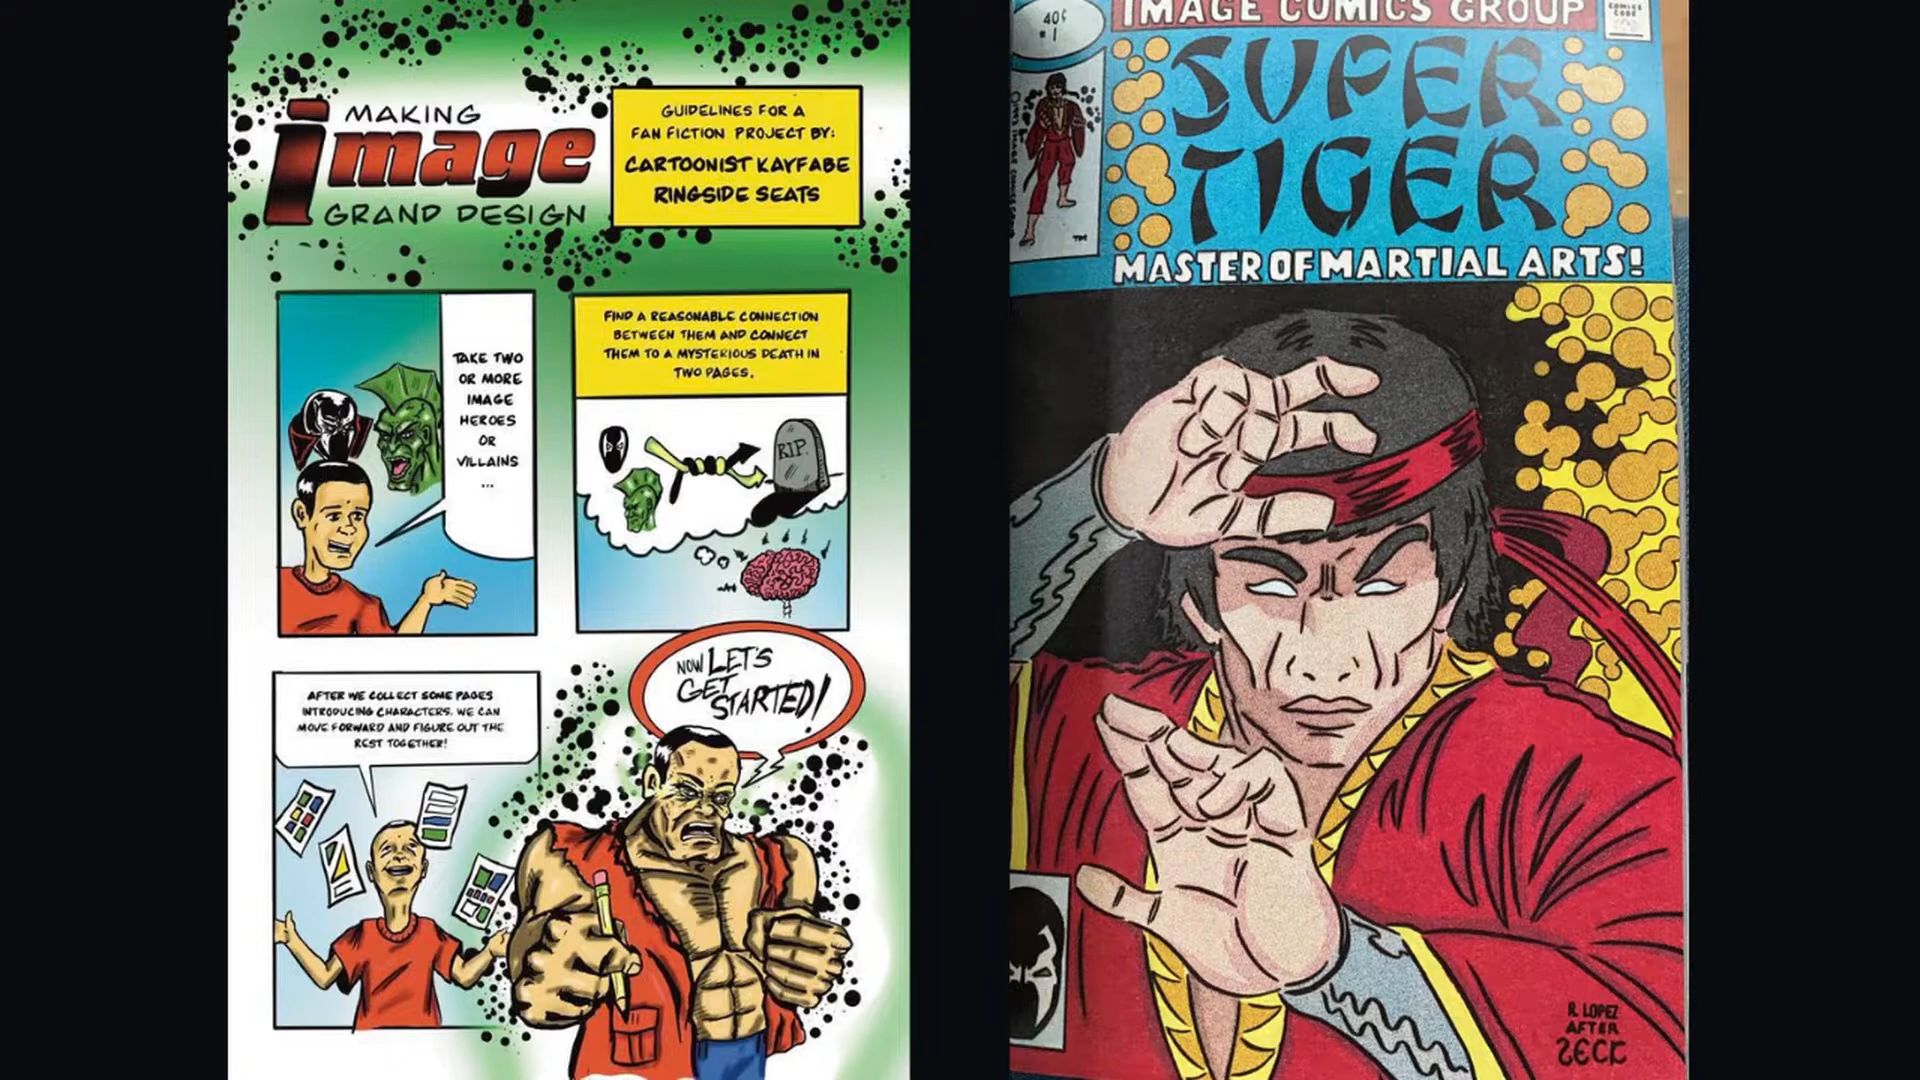 MAKING
image
GRAND DESIGN
GUIDELINES FOR A
FAN FICTION PROJECT BY:
CARTOONIST KAYFABE
RINGSIDE SEATS
TAKE TWO
OR MORE
IMAGE
HEROES
OR
VILLAINS
...
FIND A REASONABLE CONNECTION
BETWEEN THEM AND CONNECT
THEM TO A MYSTERIOUS DEATH IN
TWO PAGES.
R.I.P.
AFTER WE COLLECT SOME PAGES
INTRODUCING CHARACTERS. WE CAN
MOVE FORWARD AND FIGURE OUT THE
REST TOGETHER!
NOW LET'S
GET
STARTED!
IMAGE COMICS GROUP
40¢
#1
COMICS
CODE
SUPER
TIGER
TM
MASTER OF MARTIAL ARTS!
R. LOPEZ
AFTER
ZECK